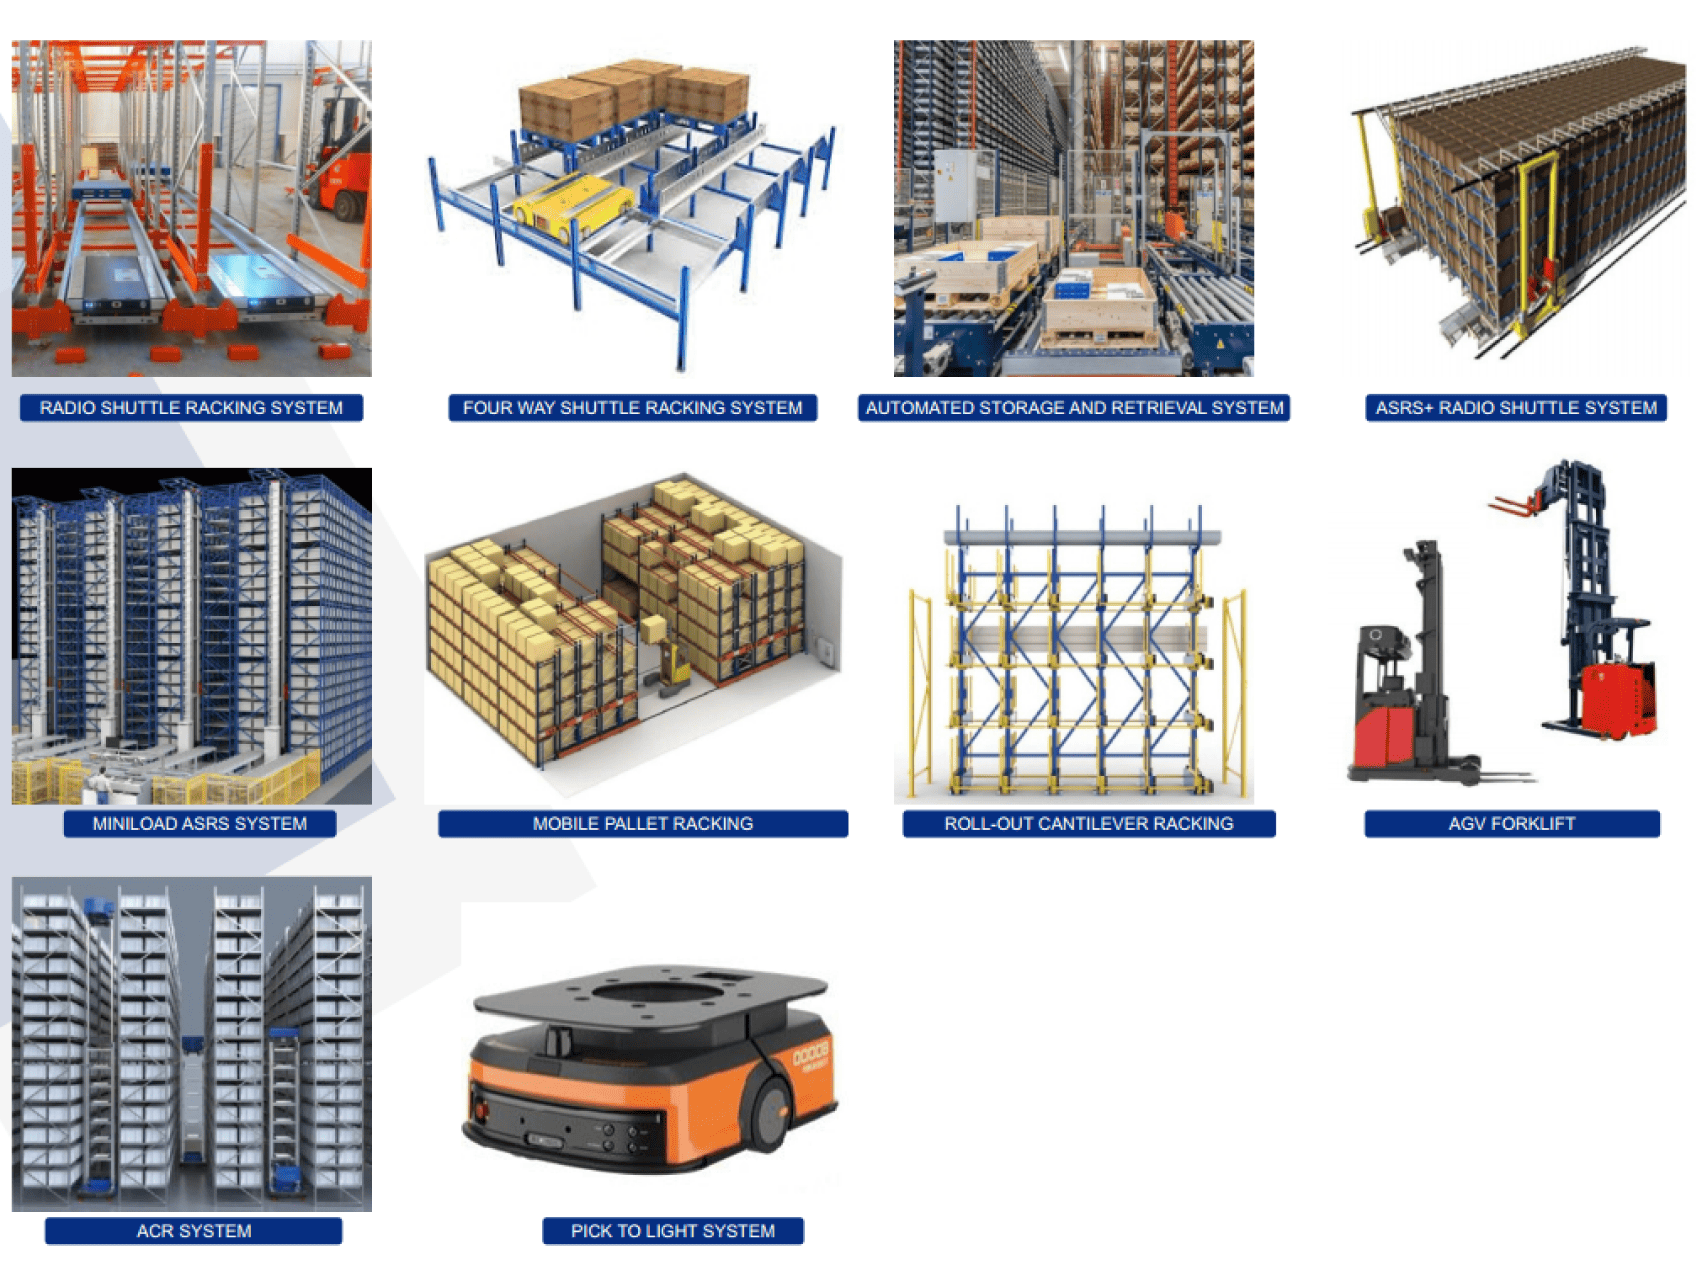 RADIO SHUTTLE RACKING SYSTEM
FOUR WAY SHUTTLE RACKING SYSTEM
AUTOMATED STORAGE AND RETRIEVAL SYSTEM
ASRS+ RADIO SHUTTLE SYSTEM
MINILOAD ASRS SYSTEM
MOBILE PALLET RACKING
ROLL-OUT CANTILEVER RACKING
AGV FORKLIFT
ACR SYSTEM
PICK TO LIGHT SYSTEM